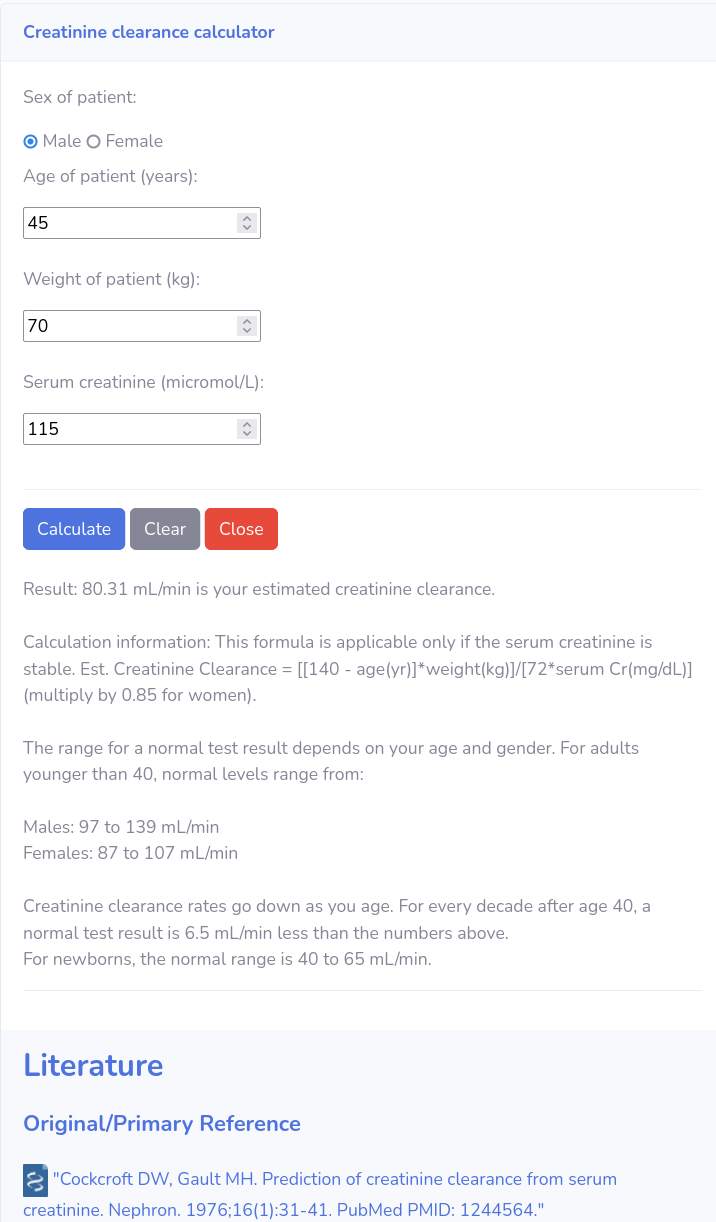 Creatinine clearance calculator
Sex of patient:
Male Female
Age of patient (years):
45
Weight of patient (kg):
70
Serum creatinine (micromol/L):
115
Calculate Clear Close
Result: 80.31 mL/min is your estimated creatinine clearance.
Calculation information: This formula is applicable only if the serum creatinine is
stable. Est. Creatinine Clearance = [[140 - age(yr)]*weight(kg)]/[72*serum Cr(mg/dL)]
(multiply by 0.85 for women).
The range for a normal test result depends on your age and gender. For adults
younger than 40, normal levels range from:
Males: 97 to 139 mL/min
Females: 87 to 107 mL/min
Creatinine clearance rates go down as you age. For every decade after age 40, a
normal test result is 6.5 mL/min less than the numbers above.
For newborns, the normal range is 40 to 65 mL/min.
Literature
Original/Primary Reference
"Cockcroft DW, Gault MH. Prediction of creatinine clearance from serum
creatinine. Nephron. 1976;16(1):31-41. PubMed PMID: 1244564."